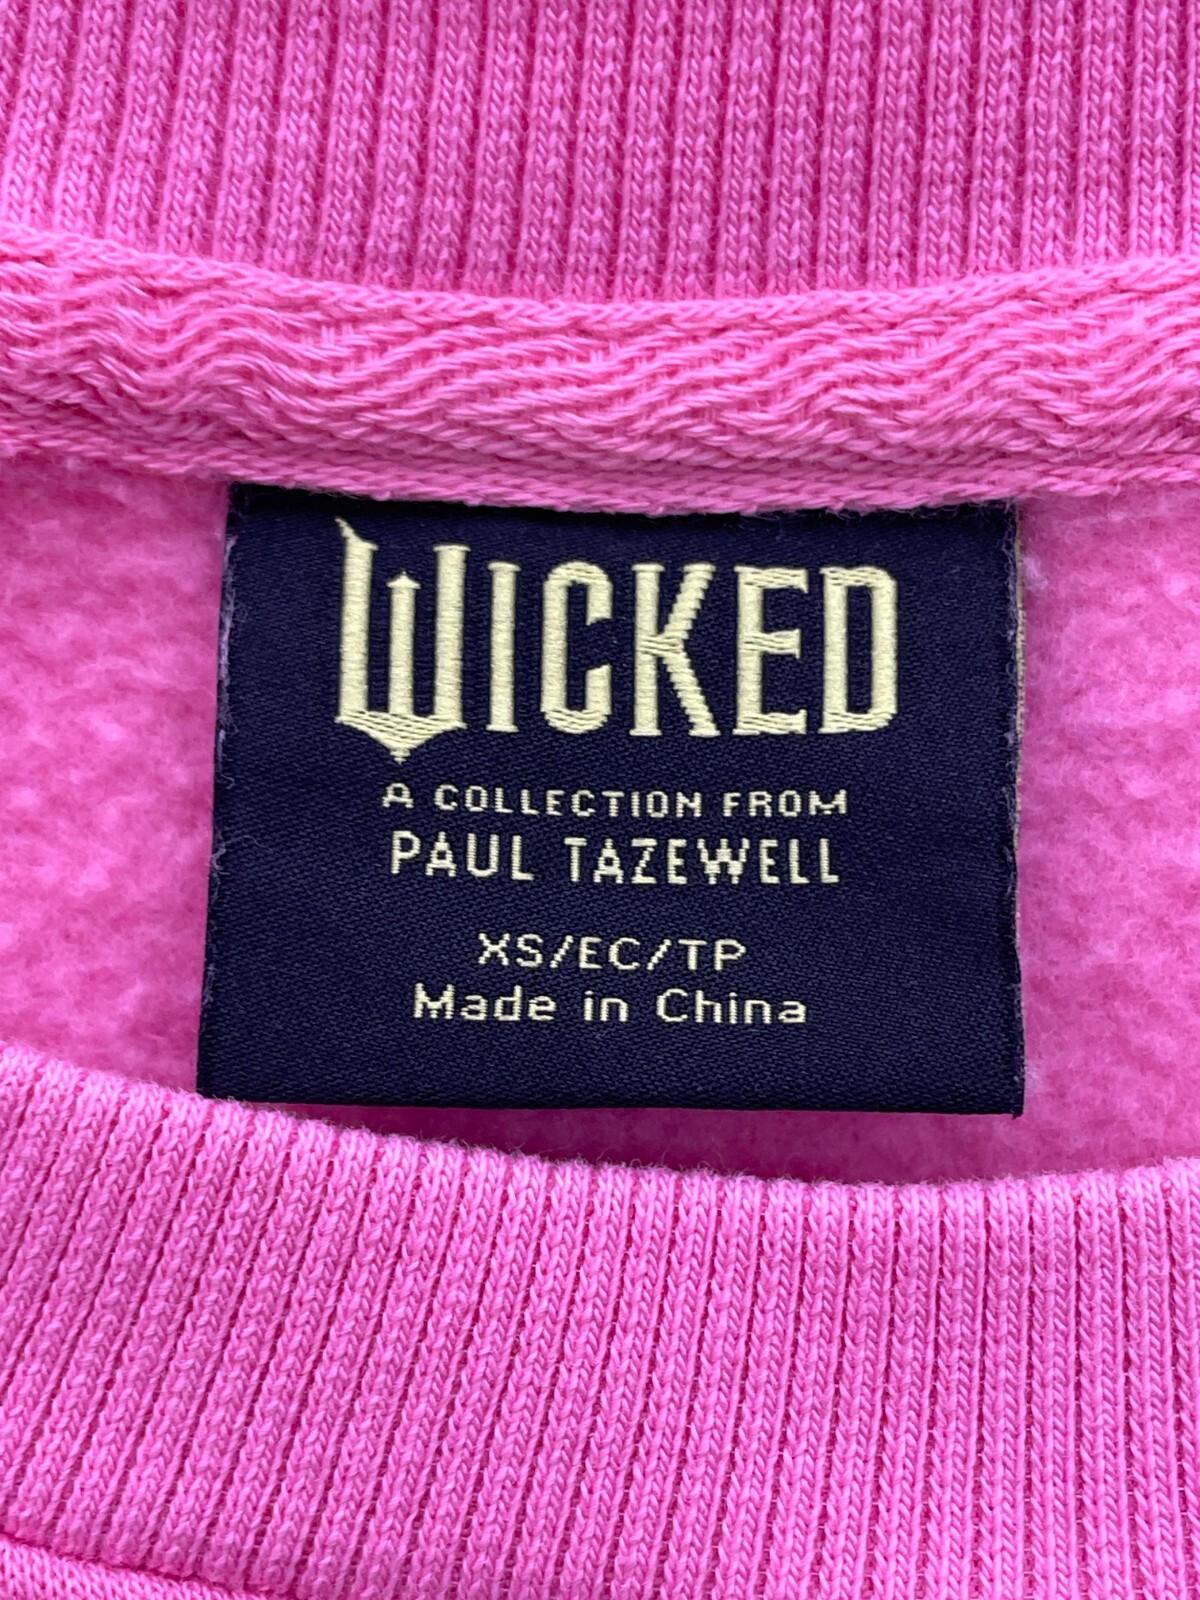 WICKED
A COLLECTION FROM
PAUL TAZEWELL
XS/EC/TP
Made in China